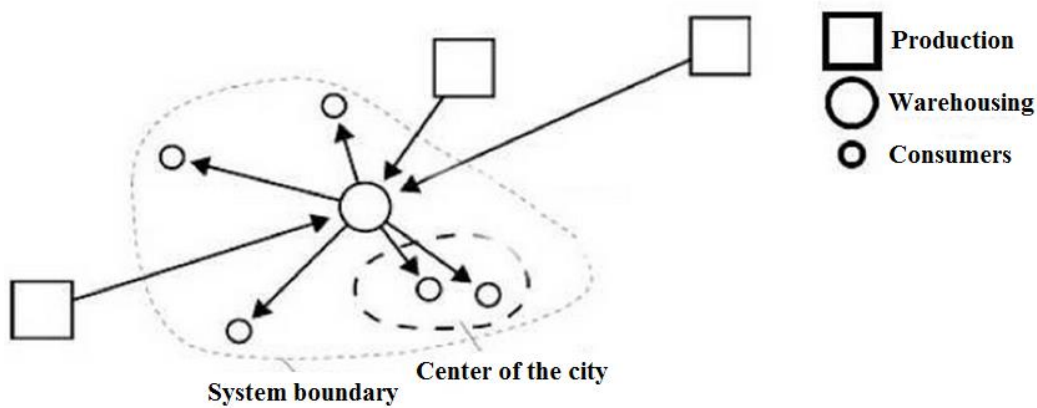 Production
Warehousing
Consumers
Center of the city
System boundary